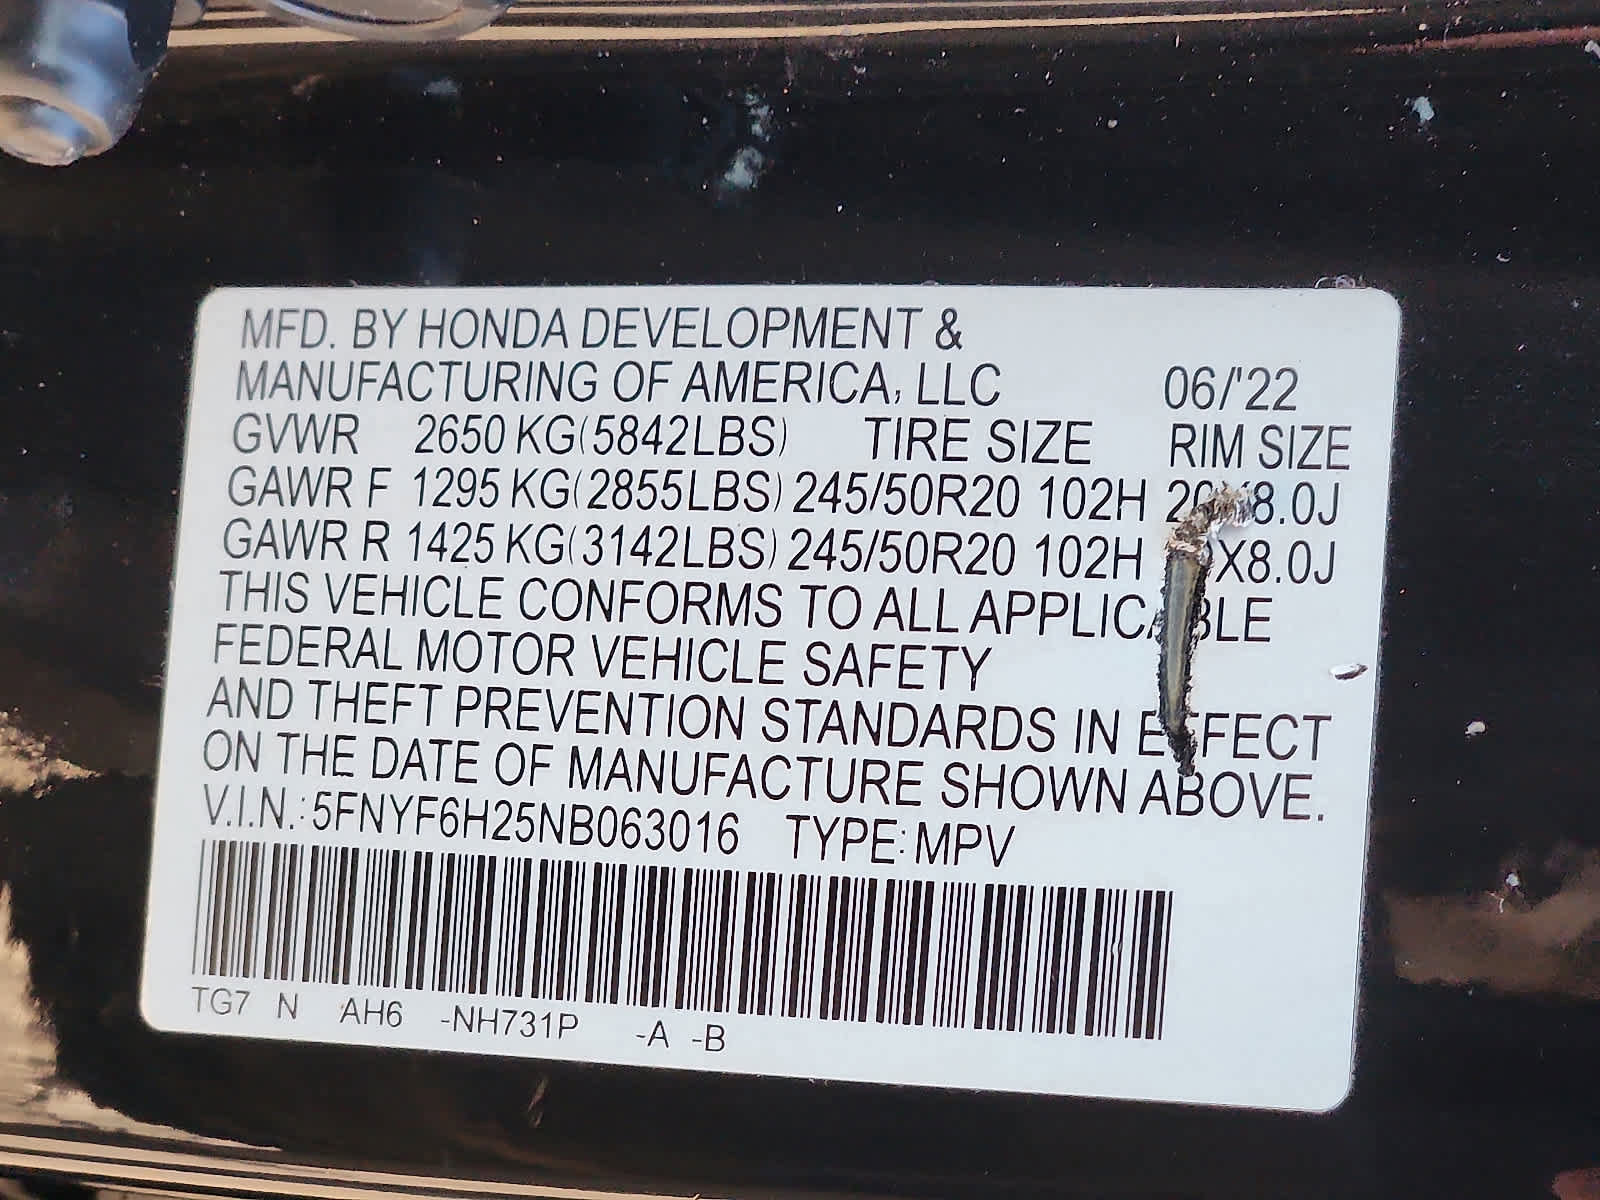 MFD. BY HONDA DEVELOPMENT &
MANUFACTURING OF AMERICA, LLC 06/'22
GVWR 2650 KG(5842LBS) TIRE SIZE RIM SIZE
GAWR F 1295 KG(2855LBS) 245/50R20 102H 8.0J
GAWR R 1425 KG(3142LBS) 245/50R20 102H X8.0J
THIS VEHICLE CONFORMS TO ALL APPLICABLE
FEDERAL MOTOR VEHICLE SAFETY
AND THEFT PREVENTION STANDARDS IN EFFECT
ON THE DATE OF MANUFACTURE SHOWN ABOVE.
V.I.N.: 5FNYF6H25NB063016 TYPE: MPV
TG7 N AH6 -NH731P -A -B